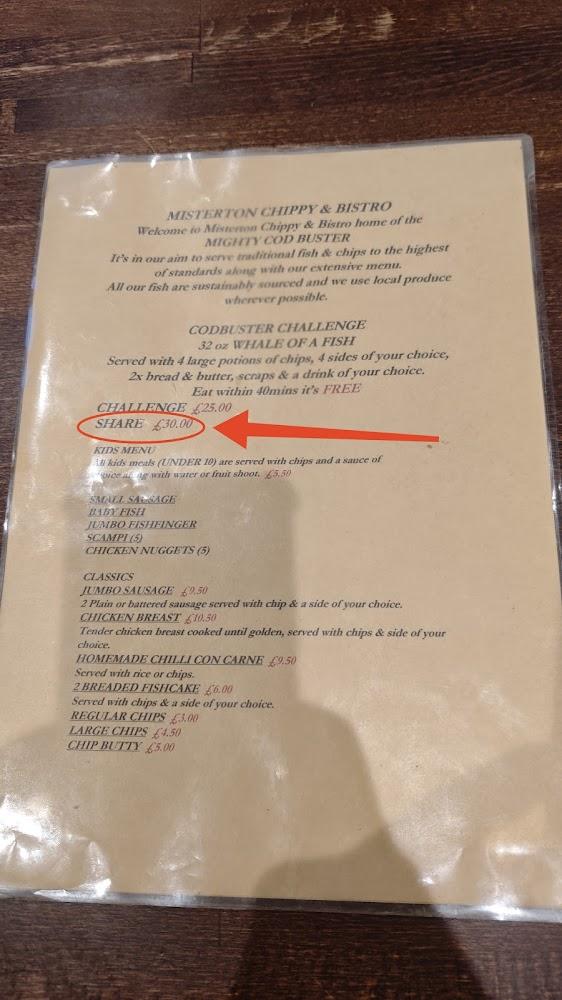 MISTERTON CHIPPY & BISTRO
Welcome to Misterton Chippy & Bistro home of the
MIGHTY COD BUSTER
It's in our aim to serve traditional fish & chips to the highest
of standards along with our extensive menu.
All our fish are sustainably sourced and we use local produce
wherever possible.
CODBUSTER CHALLENGE
32 oz WHALE OF A FISH
Served with 4 large potions of chips, 4 sides of your choice,
2x bread & butter, scraps & a drink of your choice.
Eat within 40mins it's FREE
CHALLENGE £25.00
SHARE £30.00
KIDS MENU
All kids meals (UNDER 10) are served with chips and a sauce of
choice along with water or fruit shoot. £5.50
SMALL SAUSAGE
BABY FISH
JUMBO FISHFINGER
SCAMPI (5)
CHICKEN NUGGETS (5)
CLASSICS
JUMBO SAUSAGE £9.50
2 Plain or battered sausage served with chip & a side of your choice.
CHICKEN BREAST £10.50
Tender chicken breast cooked until golden, served with chips & side of your
choice.
HOMEMADE CHILLI CON CARNE £9.50
Served with rice or chips.
2 BREADED FISHCAKE £6.00
Served with chips & a side of your choice.
REGULAR CHIPS £3.00
LARGE CHIPS £4.50
CHIP BUTTY £5.00